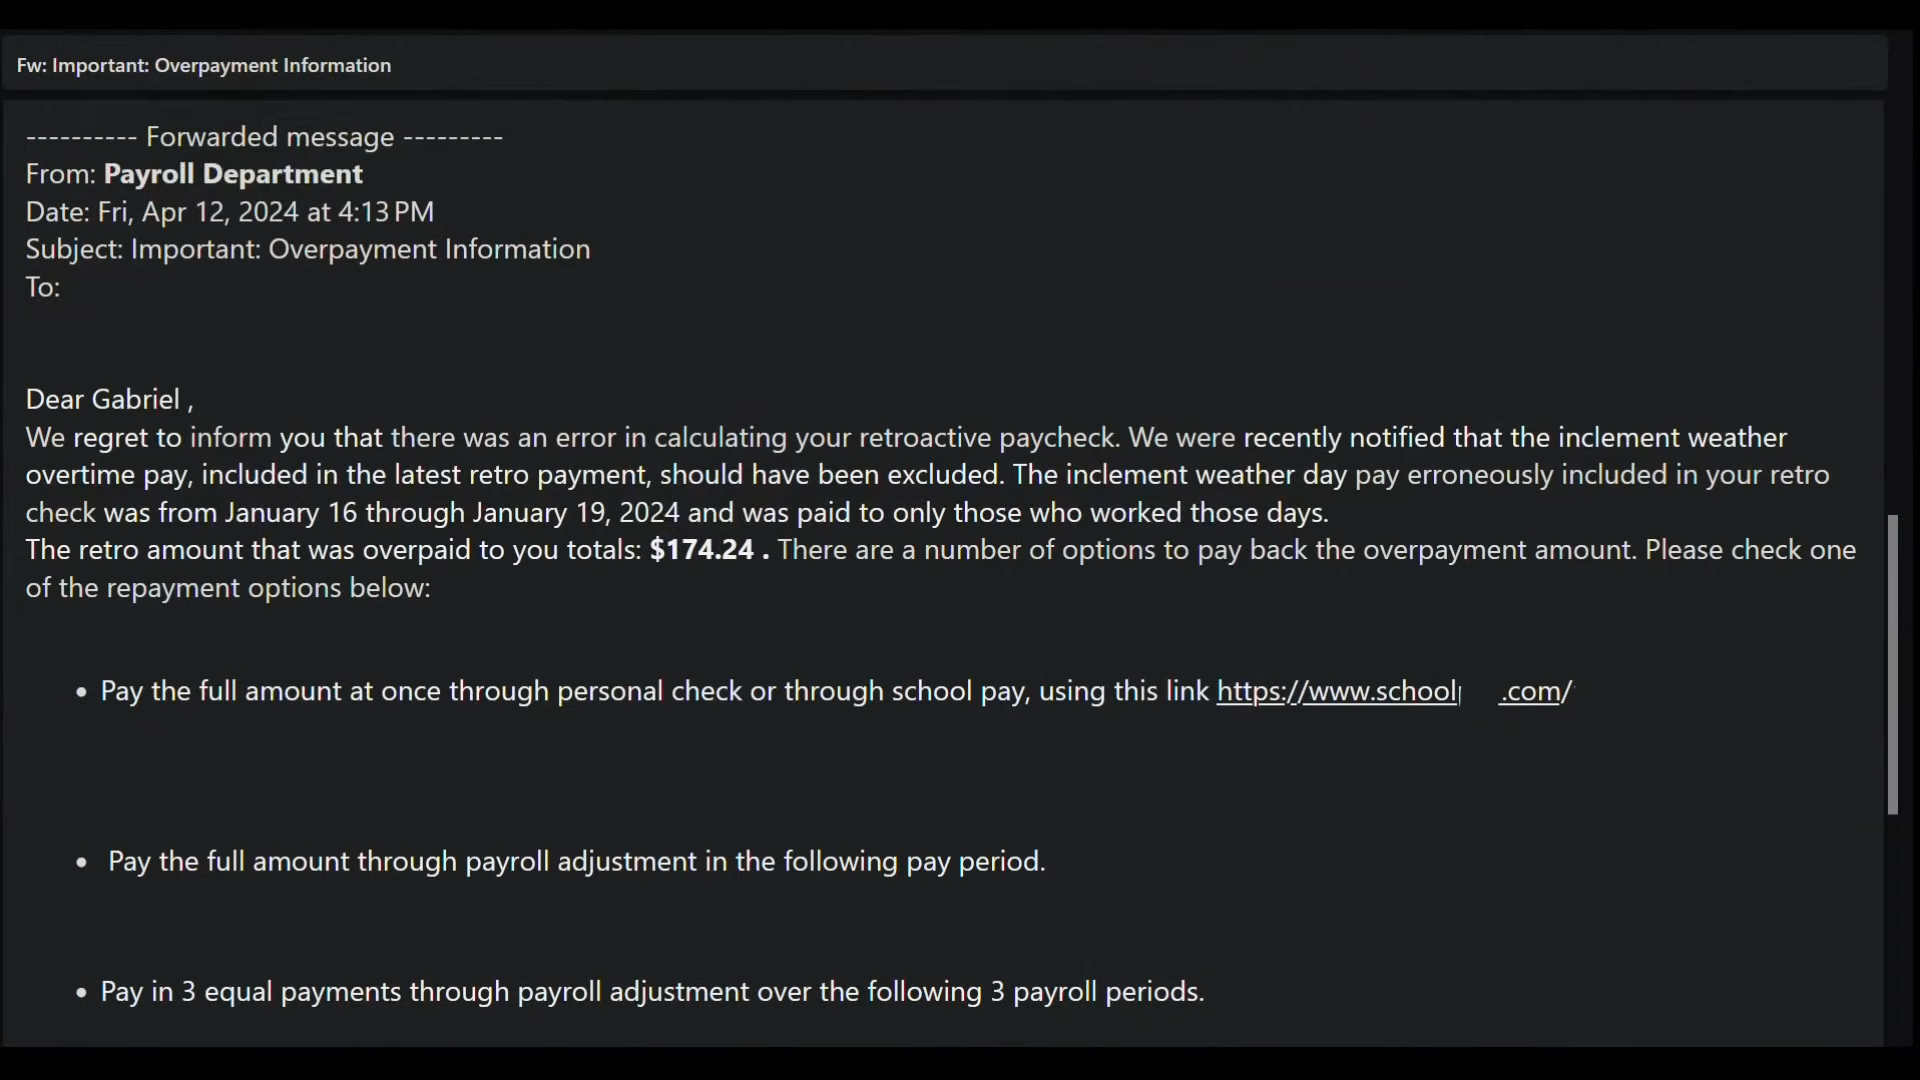 Fw: Important: Overpayment Information
---------- Forwarded message ---------
From: Payroll Department
Date: Fri, Apr 12, 2024 at 4:13 PM
Subject: Important: Overpayment Information
To:
Dear Gabriel ,
We regret to inform you that there was an error in calculating your retroactive paycheck. We were recently notified that the inclement weather
overtime pay, included in the latest retro payment, should have been excluded. The inclement weather day pay erroneously included in your retro
check was from January 16 through January 19, 2024 and was paid to only those who worked those days.
The retro amount that was overpaid to you totals: $174.24 . There are a number of options to pay back the overpayment amount. Please check one
of the repayment options below:
• Pay the full amount at once through personal check or through school pay, using this link https://www.school .com/
• Pay the full amount through payroll adjustment in the following pay period.
• Pay in 3 equal payments through payroll adjustment over the following 3 payroll periods.